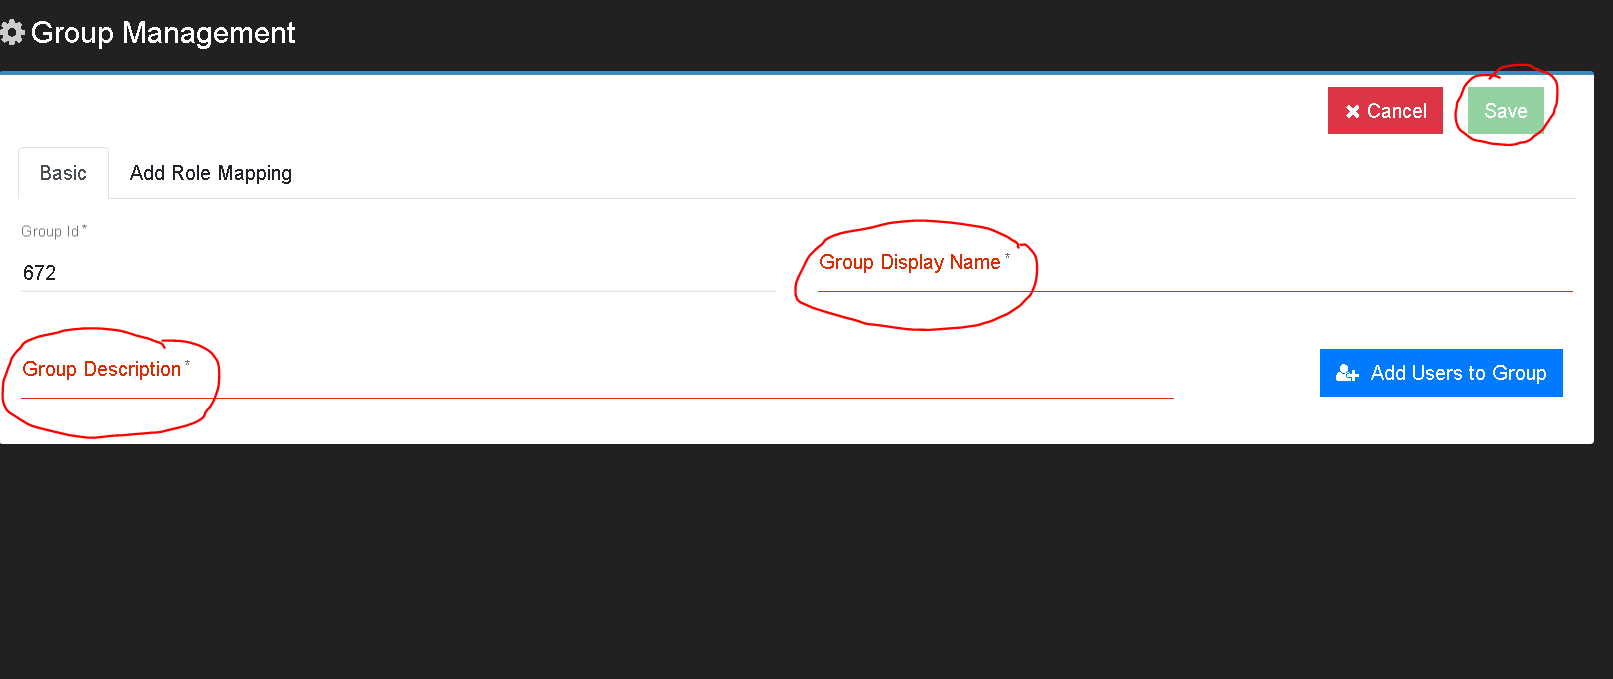 Group Management
Cancel
Save
Basic
Add Role Mapping
Group Id *
672
Group Display Name *
Group Description *
Add Users to Group